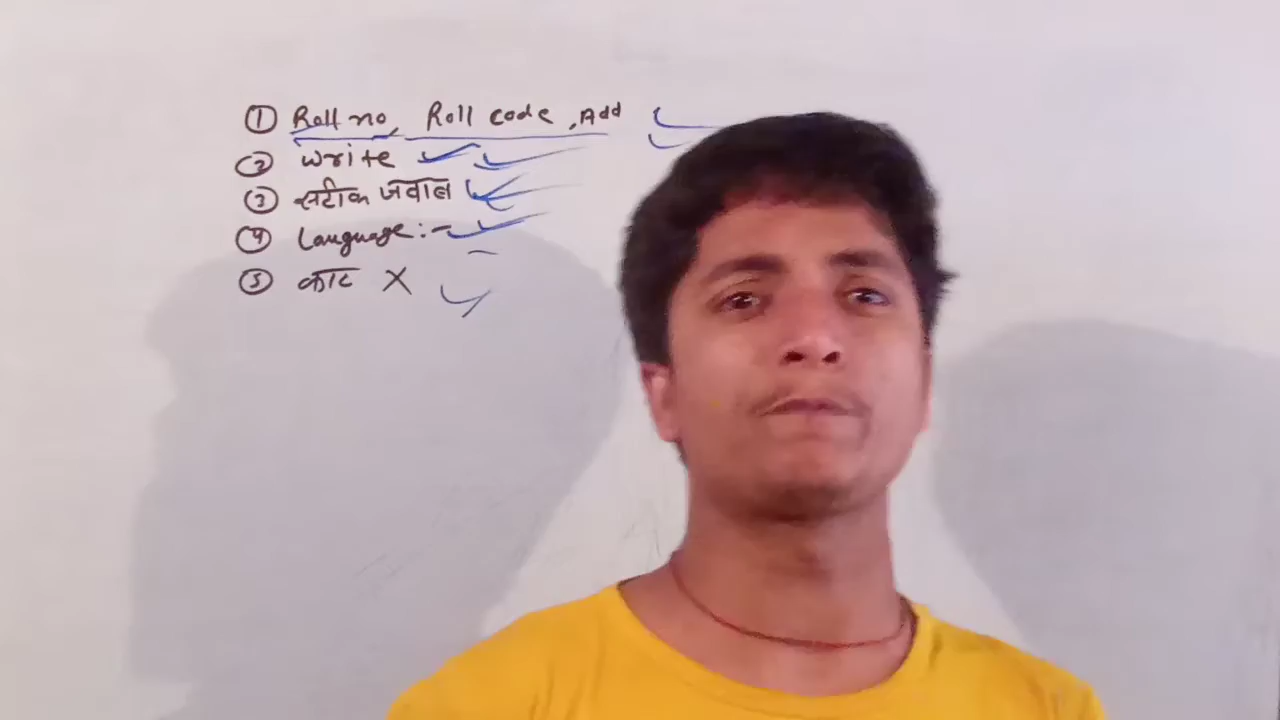 ① Roll no, Roll code, Add
② write
③ सटीक जवाब
④ Language:-
⑤ काट X